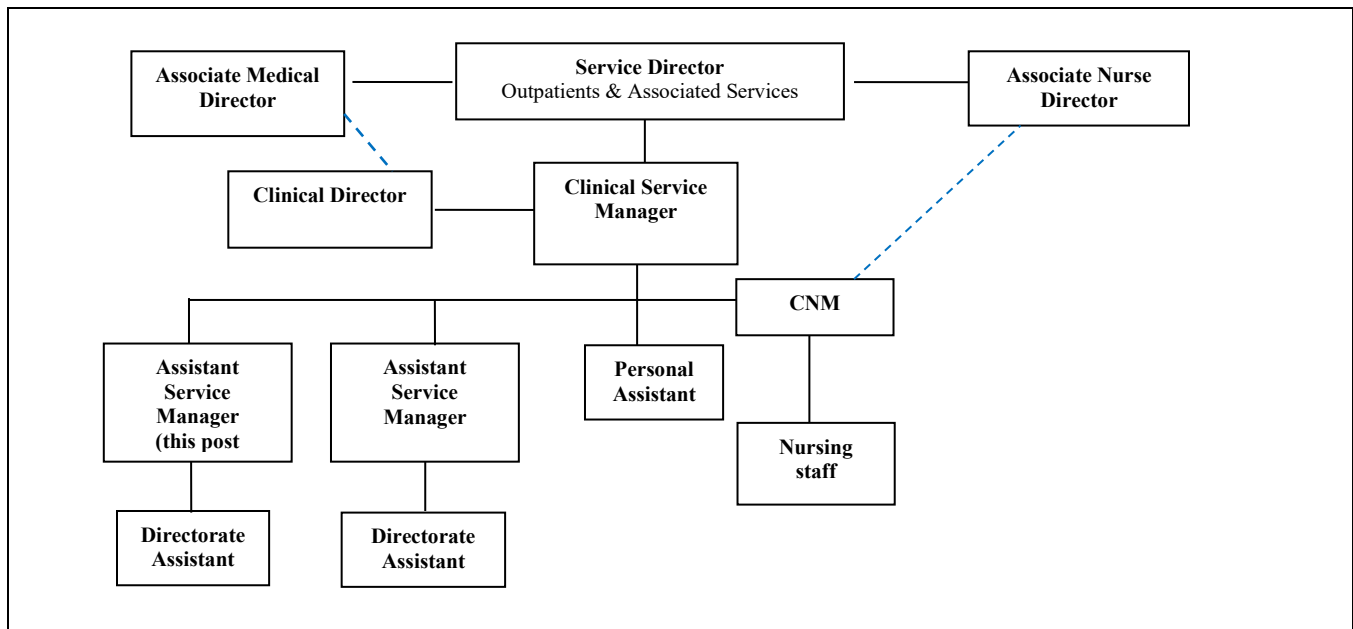 Associate Medical
Director
Service Director
Outpatients & Associated Services
Associate Nurse
Director
Clinical Director
Clinical Service
Manager
CNM
Assistant
Service
Manager
(this post
Assistant
Service
Manager
Personal
Assistant
Nursing
staff
Directorate
Assistant
Directorate
Assistant